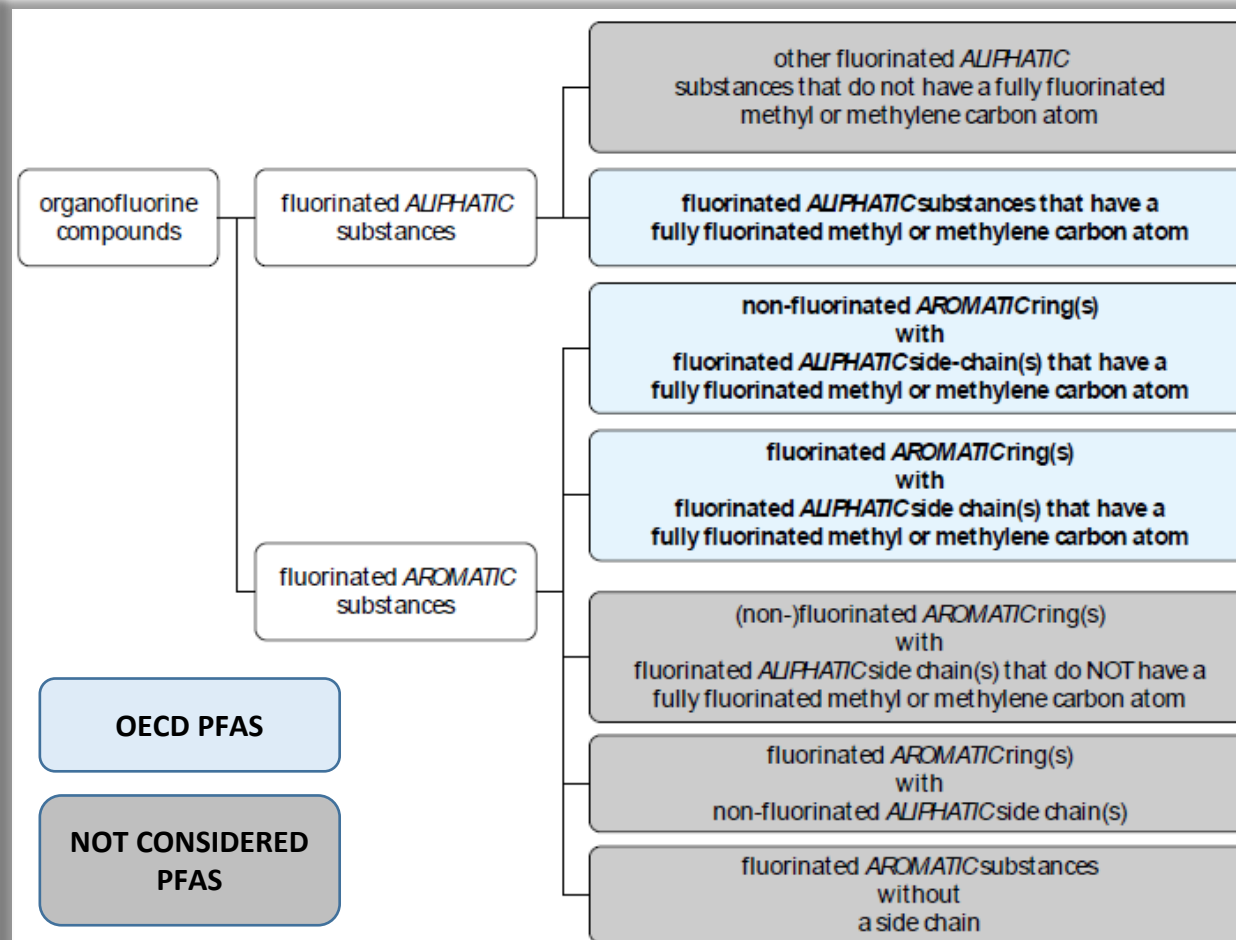 other fluorinated ALIPHATIC
substances that do not have a fully fluorinated
methyl or methylene carbon atom
organofluorine
compounds
fluorinated ALIPHATIC
substances
fluorinated ALIPHATIC substances that have a
fully fluorinated methyl or methylene carbon atom
non-fluorinated AROMATIC ring(s)
with
fluorinated ALIPHATIC side-chain(s) that have a
fully fluorinated methyl or methylene carbon atom
fluorinated AROMATIC ring(s)
with
fluorinated ALIPHATIC side chain(s) that have a
fully fluorinated methyl or methylene carbon atom
fluorinated AROMATIC
substances
(non-)fluorinated AROMATIC ring(s)
with
fluorinated ALIPHATIC side chain(s) that do NOT have a
fully fluorinated methyl or methylene carbon atom
fluorinated AROMATIC ring(s)
with
non-fluorinated ALIPHATIC side chain(s)
fluorinated AROMATIC substances
without
a side chain
OECD PFAS
NOT CONSIDERED
PFAS